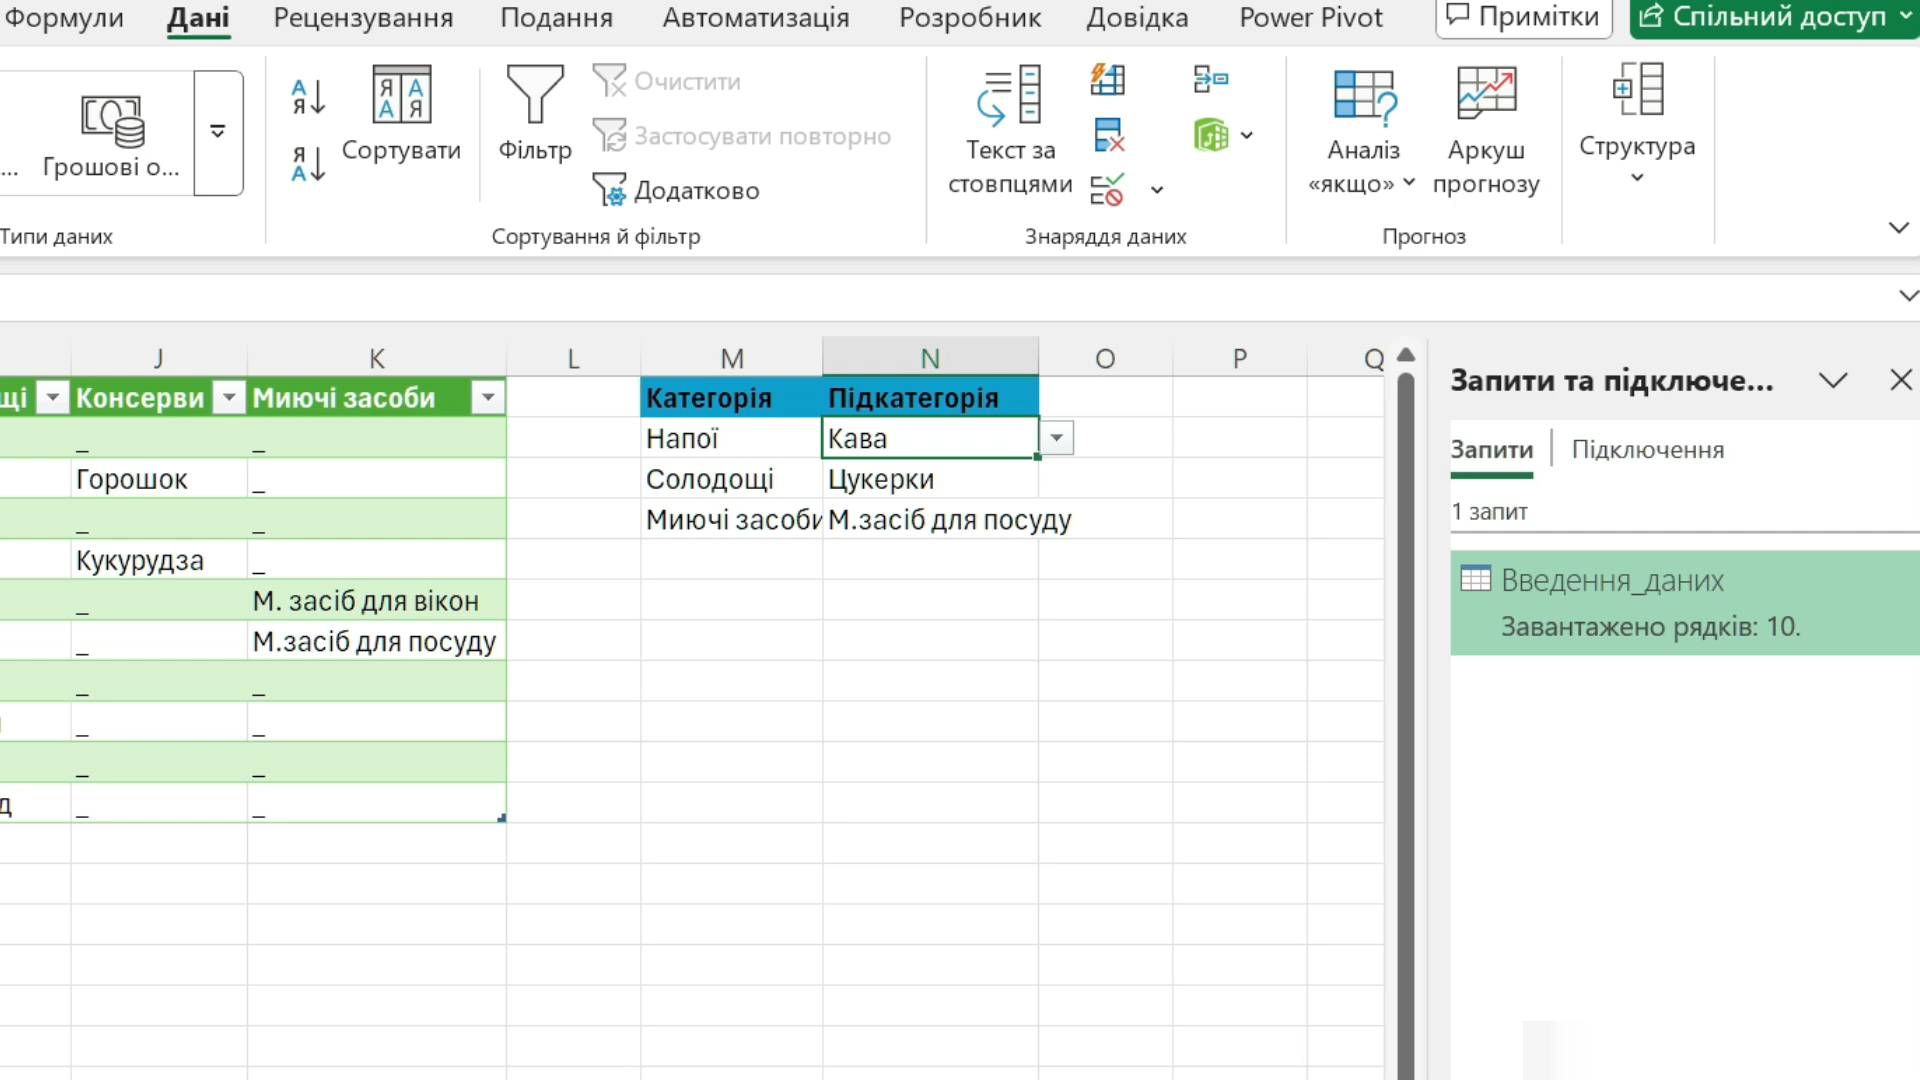 Формули Дані Рецензування Подання Автоматизація Розробник Довідка Power Pivot Примітки Спільний доступ
Грошові о...
А
Я
Я
А
Сортувати
Фільтр
Очистити
Застосувати повторно
Додатково
Текст за
стовпцями
Аналіз
«якщо»
Аркуш
прогнозу
Структура
Типи даних Сортування й фільтр Знаряддя даних Прогноз
J K L M N O P Q
щі Консерви Миючі засоби Категорія Підкатегорія
_ _ Напої Кава
Горошок _ Солодощі Цукерки
_ _ Миючі засоби М.засіб для посуду
Кукурудза _
_ М. засіб для вікон
_ М.засіб для посуду
_ _
_ _
_ _
д _ _
Запити та підключе...
Запити Підключення
1 запит
Введення_даних
Завантажено рядків: 10.